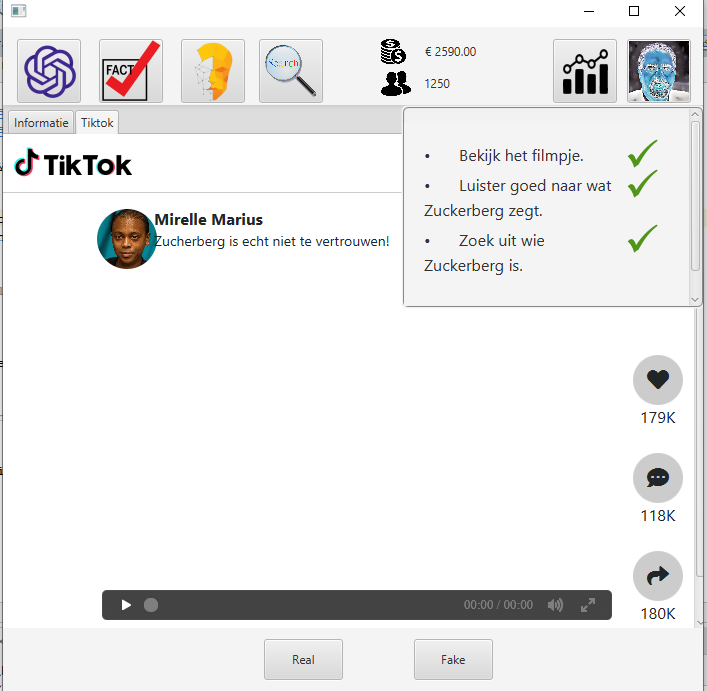 FACT
Search
€ 2590.00
1250
Informatie
Tiktok
TikTok
• Bekijk het filmpje.
• Luister goed naar wat
Zuckerberg zegt.
• Zoek uit wie
Zuckerberg is.
Mirelle Marius
Zucherberg is echt niet te vertrouwen!
179K
118K
180K
00:00 / 00:00
Real
Fake